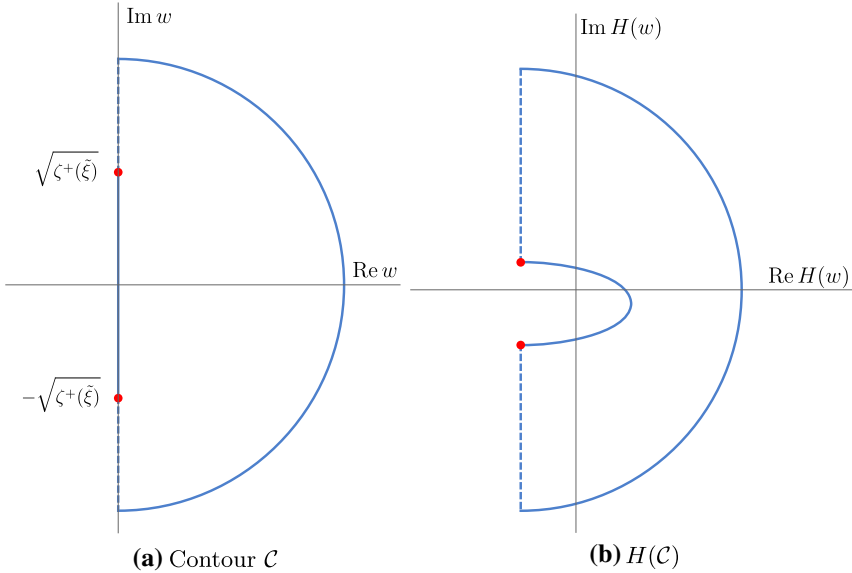 Im w
√ζ⁺(ξ̃)
Re w
−√ζ⁺(ξ̃)
(a) Contour 𝒞
Im H(w)
Re H(w)
(b) H(𝒞)